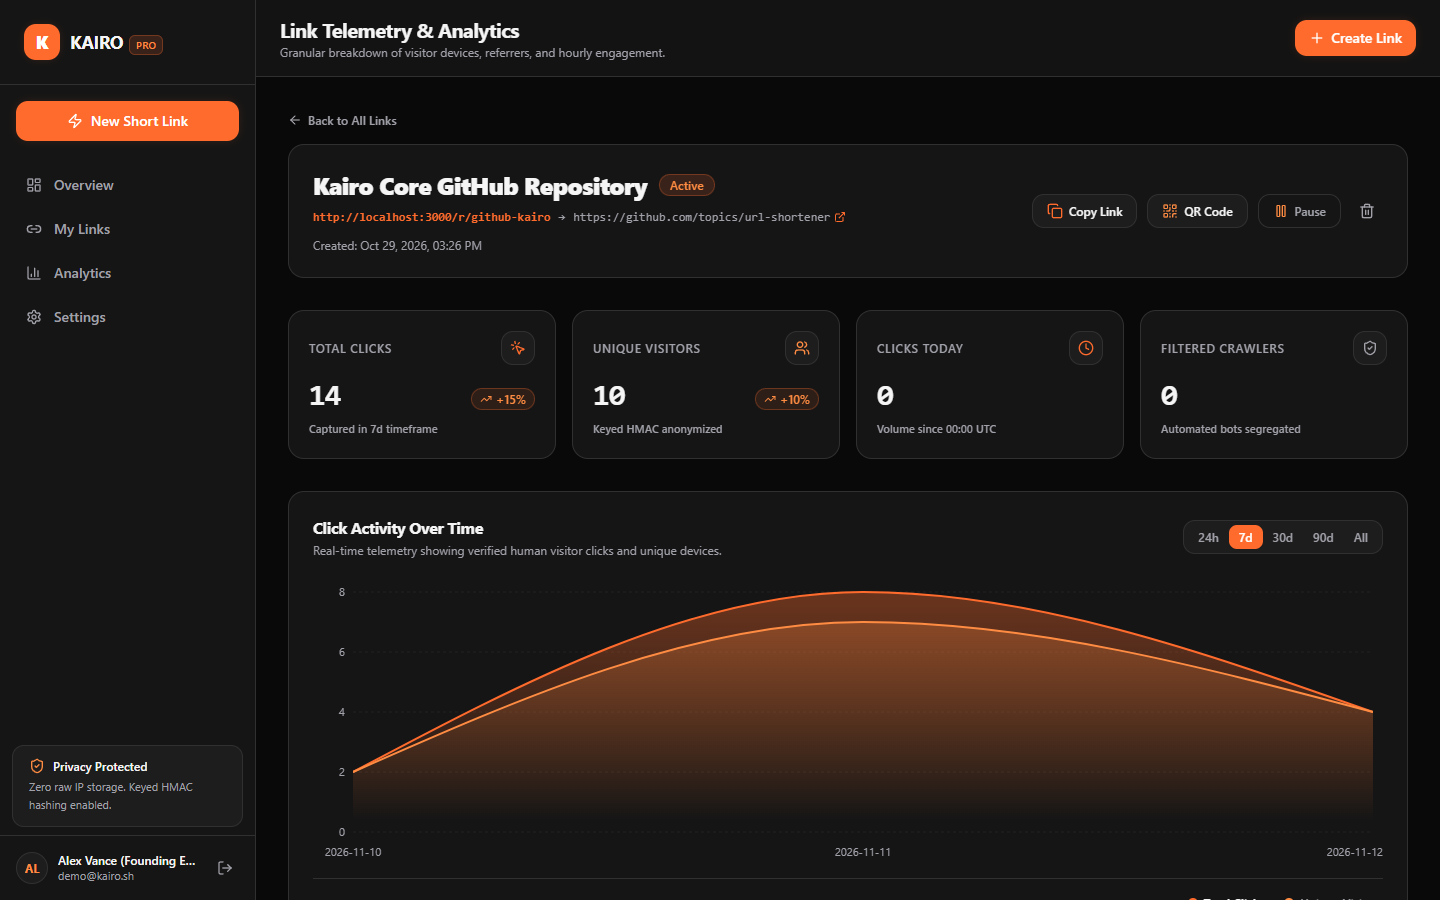 K KAIRO PRO
New Short Link
Overview
My Links
Analytics
Settings
Privacy Protected
Zero raw IP storage. Keyed HMAC
hashing enabled.
AL
Alex Vance (Founding E...
demo@kairo.sh
Link Telemetry & Analytics
Granular breakdown of visitor devices, referrers, and hourly engagement.
Create Link
Back to All Links
Kairo Core GitHub Repository Active
http://localhost:3000/r/github-kairo → https://github.com/topics/url-shortener
Created: Oct 29, 2026, 03:26 PM
Copy Link
QR Code
Pause
TOTAL CLICKS
14
+15%
Captured in 7d timeframe
UNIQUE VISITORS
10
+10%
Keyed HMAC anonymized
CLICKS TODAY
0
Volume since 00:00 UTC
FILTERED CRAWLERS
0
Automated bots segregated
Click Activity Over Time
Real-time telemetry showing verified human visitor clicks and unique devices.
24h 7d 30d 90d All
8
6
4
2
0
2026-11-10 2026-11-11 2026-11-12